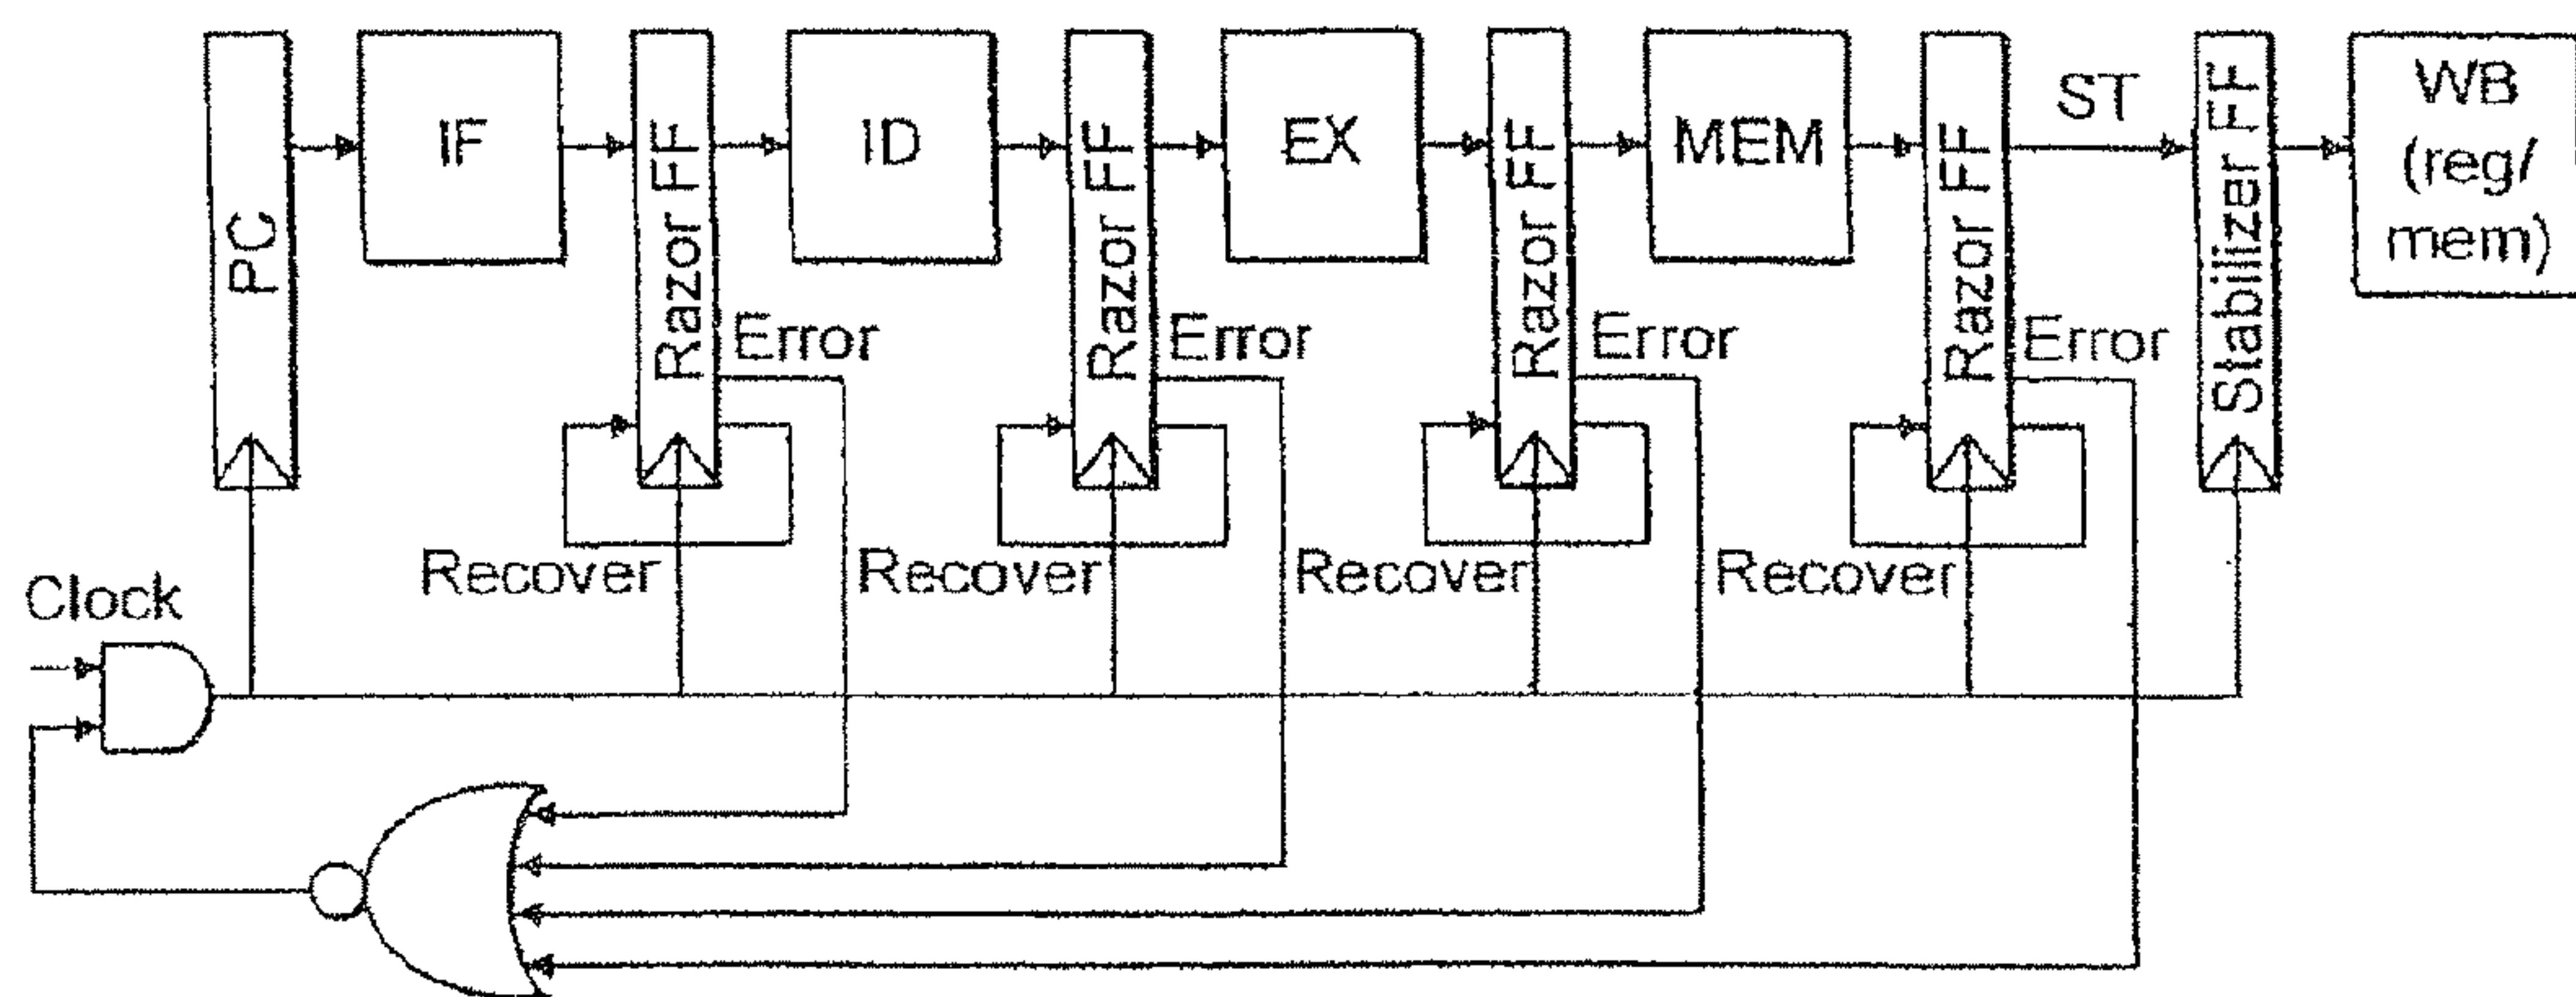 PC
IF
Razor FF
ID
Razor FF
EX
Razor FF
MEM
Razor FF
ST
Stabilizer FF
WB
(reg/
mem)
Error
Error
Error
Error
Recover
Recover
Recover
Recover
Clock